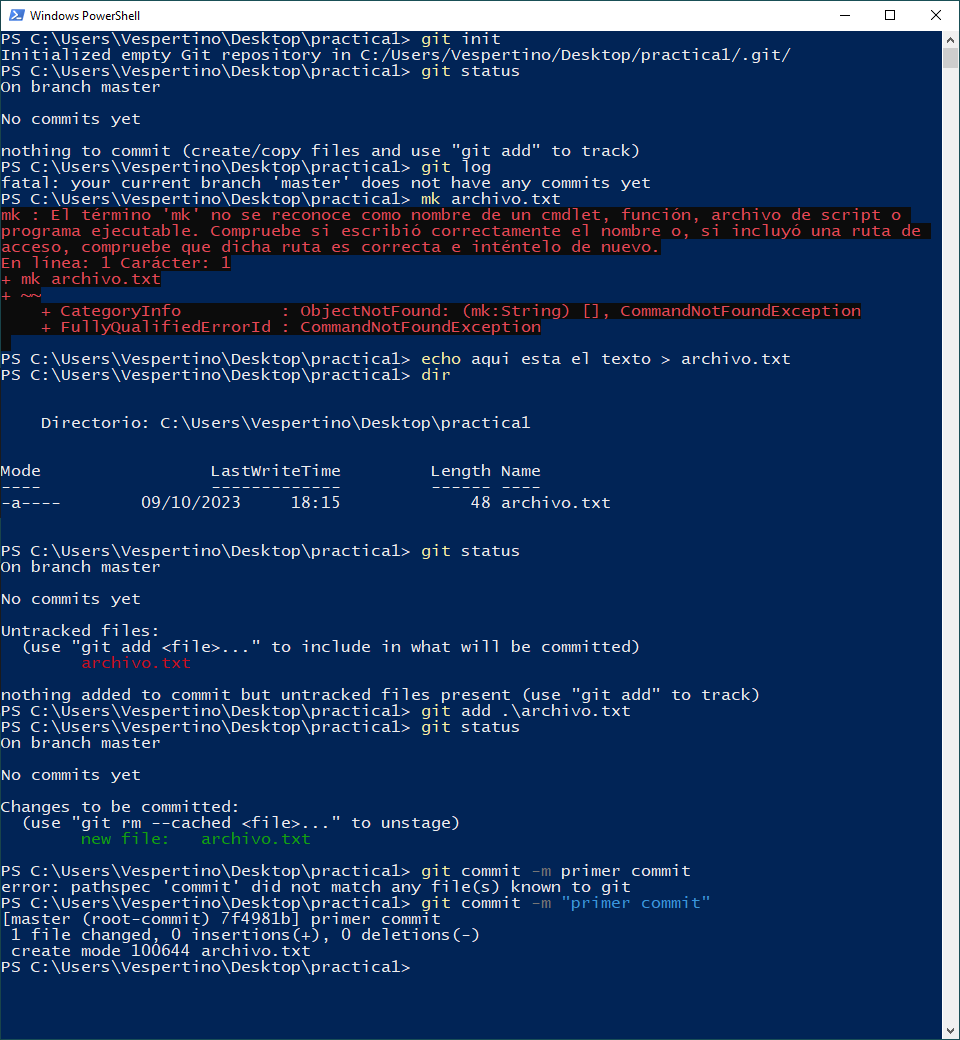 Windows PowerShell
PS C:\Users\Vespertino\Desktop\practica1> git init
Initialized empty Git repository in C:/Users/Vespertino/Desktop/practica1/.git/
PS C:\Users\Vespertino\Desktop\practica1> git status
On branch master

No commits yet

nothing to commit (create/copy files and use "git add" to track)
PS C:\Users\Vespertino\Desktop\practica1> git log
fatal: your current branch 'master' does not have any commits yet
PS C:\Users\Vespertino\Desktop\practica1> mk archivo.txt
mk : El término 'mk' no se reconoce como nombre de un cmdlet, función, archivo de script o
programa ejecutable. Compruebe si escribió correctamente el nombre o, si incluyó una ruta de
acceso, compruebe que dicha ruta es correcta e inténtelo de nuevo.
En línea: 1 Carácter: 1
+ mk archivo.txt
+ ~~
    + CategoryInfo          : ObjectNotFound: (mk:String) [], CommandNotFoundException
    + FullyQualifiedErrorId : CommandNotFoundException

PS C:\Users\Vespertino\Desktop\practica1> echo aqui esta el texto > archivo.txt
PS C:\Users\Vespertino\Desktop\practica1> dir

    Directorio: C:\Users\Vespertino\Desktop\practica1

Mode                 LastWriteTime         Length Name
----                 -------------         ------ ----
-a----        09/10/2023     18:15             48 archivo.txt

PS C:\Users\Vespertino\Desktop\practica1> git status
On branch master

No commits yet

Untracked files:
  (use "git add <file>..." to include in what will be committed)
        archivo.txt

nothing added to commit but untracked files present (use "git add" to track)
PS C:\Users\Vespertino\Desktop\practica1> git add .\archivo.txt
PS C:\Users\Vespertino\Desktop\practica1> git status
On branch master

No commits yet

Changes to be committed:
  (use "git rm --cached <file>..." to unstage)
        new file:   archivo.txt

PS C:\Users\Vespertino\Desktop\practica1> git commit -m primer commit
error: pathspec 'commit' did not match any file(s) known to git
PS C:\Users\Vespertino\Desktop\practica1> git commit -m "primer commit"
[master (root-commit) 7f4981b] primer commit
 1 file changed, 0 insertions(+), 0 deletions(-)
 create mode 100644 archivo.txt
PS C:\Users\Vespertino\Desktop\practica1>